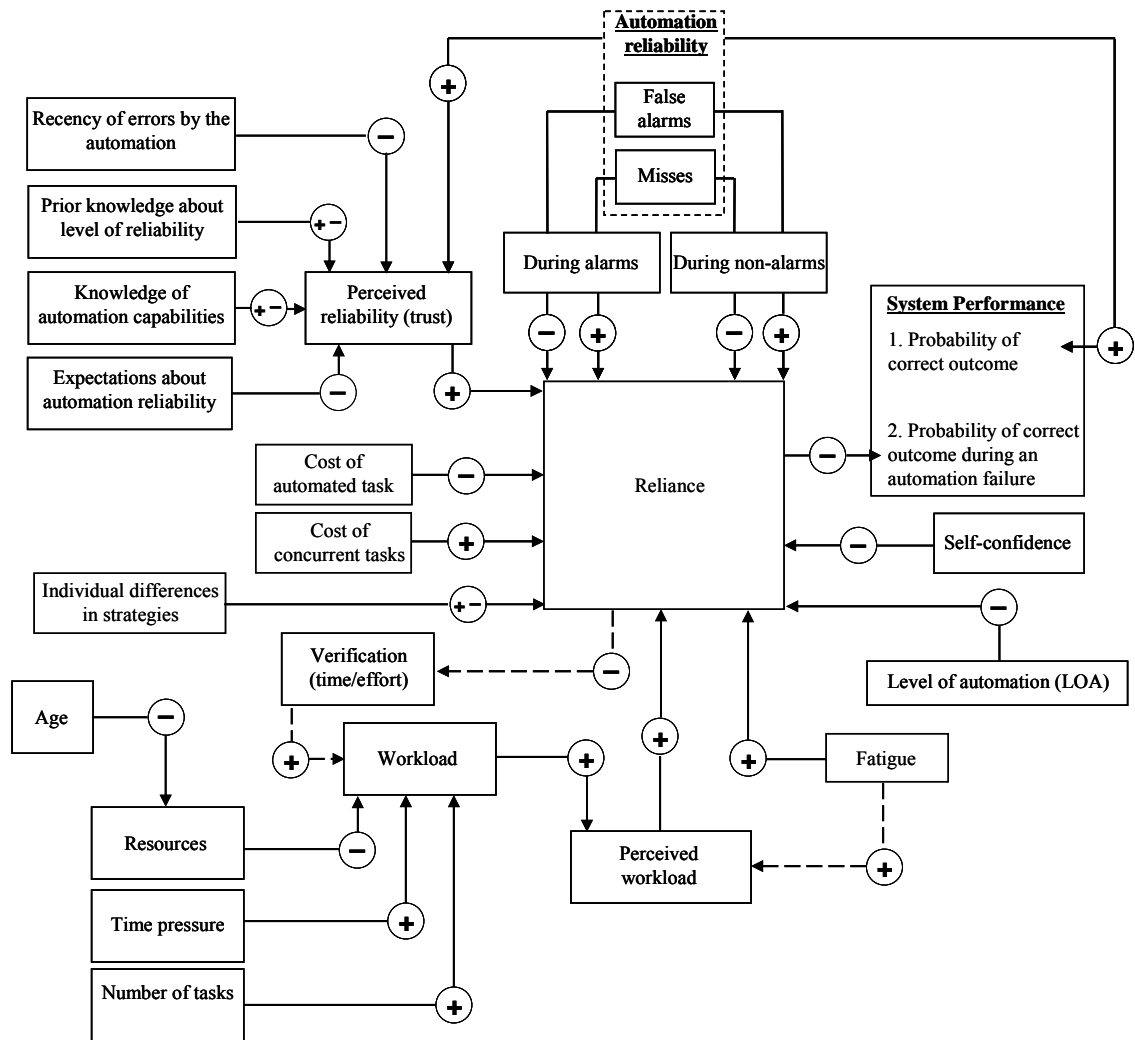 Automation
reliability
False
alarms
Misses
Recency of errors by the
automation
Prior knowledge about
level of reliability
Knowledge of
automation capabilities
Expectations about
automation reliability
Perceived
reliability (trust)
During alarms
During non-alarms
System Performance
1. Probability of
correct outcome
2. Probability of correct
outcome during an
automation failure
Cost of
automated task
Cost of
concurrent tasks
Individual differences
in strategies
Reliance
Self-confidence
Level of automation (LOA)
Verification
(time/effort)
Age
Workload
Fatigue
Resources
Perceived
workload
Time pressure
Number of tasks